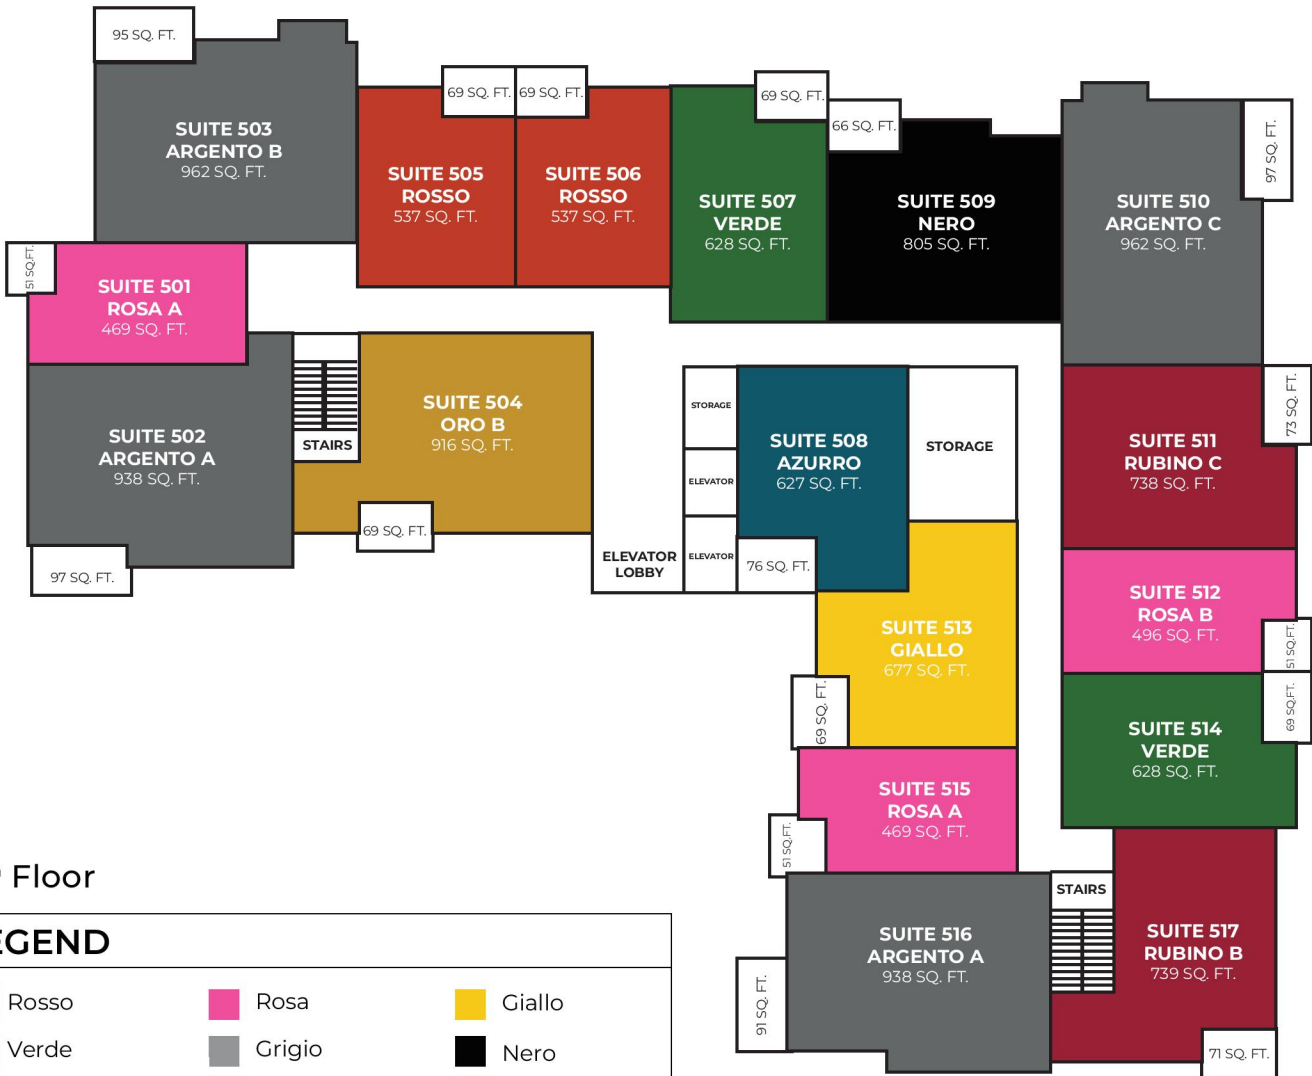 95 SQ. FT.
SUITE 503
ARGENTO B
962 SQ. FT.
69 SQ. FT.
69 SQ. FT.
SUITE 505
ROSSO
537 SQ. FT.
SUITE 506
ROSSO
537 SQ. FT.
69 SQ. FT.
SUITE 507
VERDE
628 SQ. FT.
66 SQ. FT.
SUITE 509
NERO
805 SQ. FT.
97 SQ. FT.
SUITE 510
ARGENTO C
962 SQ. FT.
51 SQ.FT.
SUITE 501
ROSA A
469 SQ. FT.
SUITE 502
ARGENTO A
938 SQ. FT.
97 SQ. FT.
STAIRS
SUITE 504
ORO B
916 SQ. FT.
69 SQ. FT.
ELEVATOR
LOBBY
STORAGE
ELEVATOR
ELEVATOR
SUITE 508
AZURRO
627 SQ. FT.
76 SQ. FT.
STORAGE
73 SQ. FT.
SUITE 511
RUBINO C
738 SQ. FT.
SUITE 512
ROSA B
496 SQ. FT.
51 SQ.FT.
SUITE 513
GIALLO
677 SQ. FT.
69 SQ. FT.
69 SQ.FT.
SUITE 514
VERDE
628 SQ. FT.
SUITE 515
ROSA A
469 SQ. FT.
51 SQ.FT.
SUITE 516
ARGENTO A
938 SQ. FT.
91 SQ. FT.
STAIRS
SUITE 517
RUBINO B
739 SQ. FT.
71 SQ. FT.
Floor
EGEND
Rosso
Rosa
Giallo
Verde
Grigio
Nero